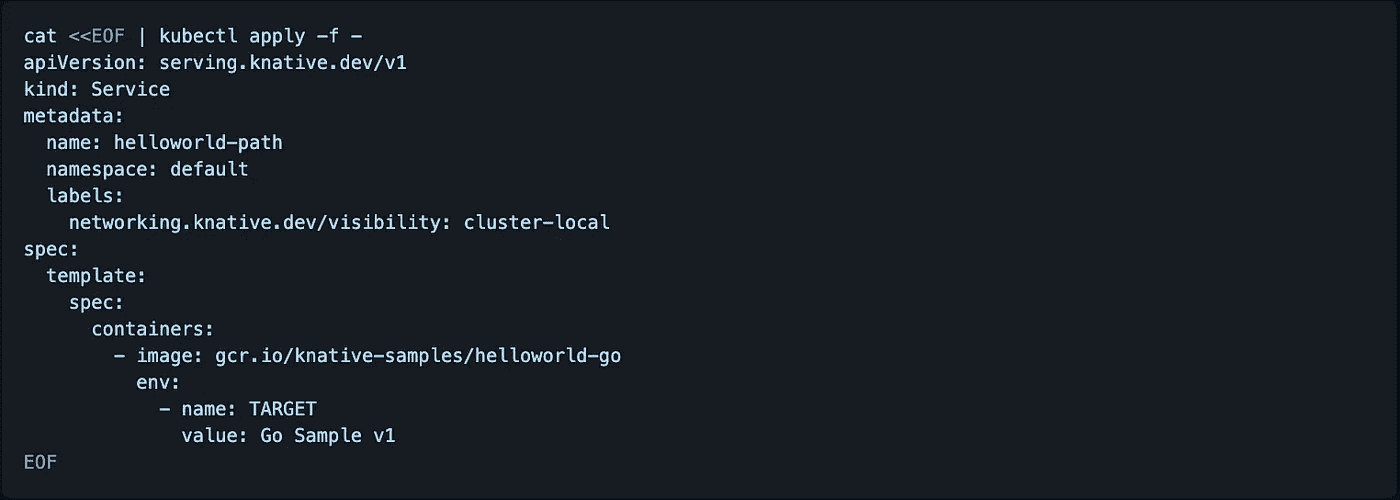 cat <<EOF | kubectl apply -f -
apiVersion: serving.knative.dev/v1
kind: Service
metadata:
  name: helloworld-path
  namespace: default
  labels:
    networking.knative.dev/visibility: cluster-local
spec:
  template:
    spec:
      containers:
        - image: gcr.io/knative-samples/helloworld-go
          env:
            - name: TARGET
              value: Go Sample v1
EOF